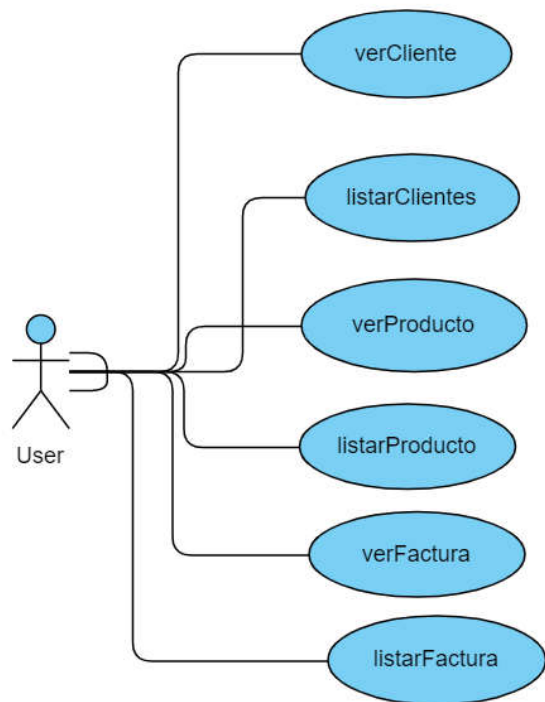 verCliente
listarClientes
verProducto
listarProducto
User
verFactura
listarFactura